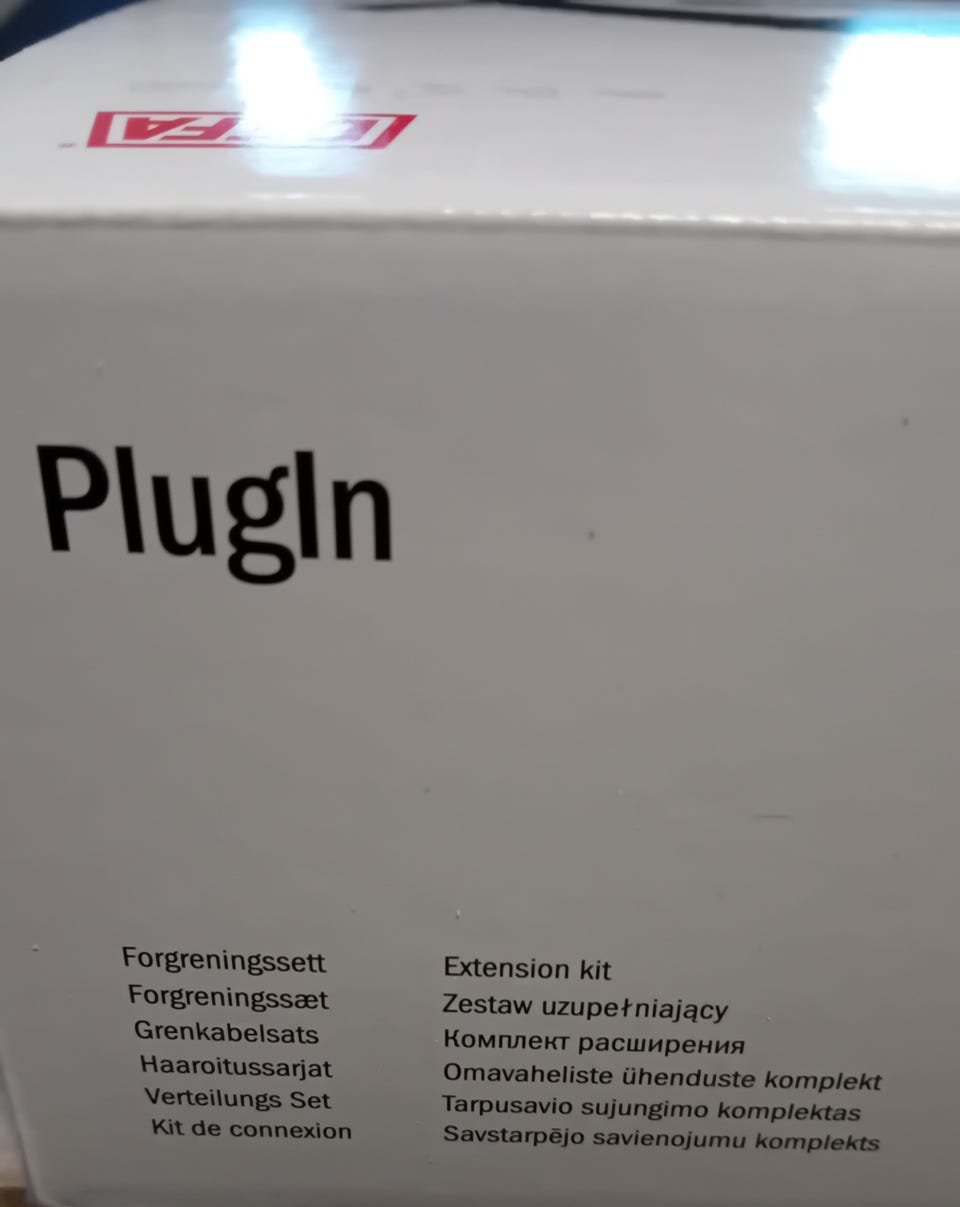 PlugIn
Forgreningssett
Forgreningssæt
Grenkabelsats
Haaroitussarjat
Verteilungs Set
Kit de connexion
Extension kit
Zestaw uzupełniający
Комплект расширения
Omavaheliste ühenduste komplekt
Tarpusavio sujungimo komplektas
Savstarpējo savienojumu komplekts